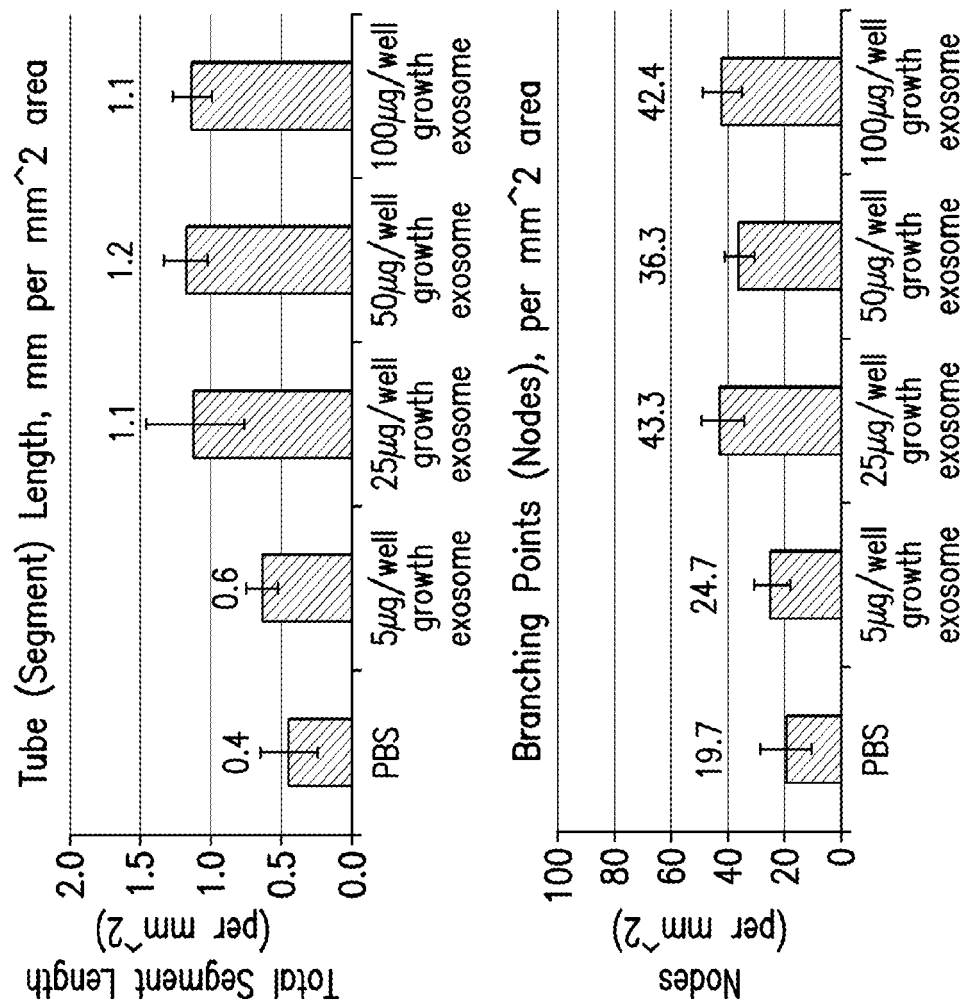 Tube (Segment) Length, mm per mm^2 area
Total Segment Length
(per mm^2)
2.0
1.5
1.0
0.5
0.0
0.4
0.6
1.1
1.2
1.1
PBS
5µg/well
growth
exosome
25µg/well
growth
exosome
50µg/well
growth
exosome
100µg/well
growth
exosome
Branching Points (Nodes), per mm^2 area
Nodes
(per mm^2)
100
80
60
40
20
0
19.7
24.7
43.3
36.3
42.4
PBS
5µg/well
growth
exosome
25µg/well
growth
exosome
50µg/well
growth
exosome
100µg/well
growth
exosome